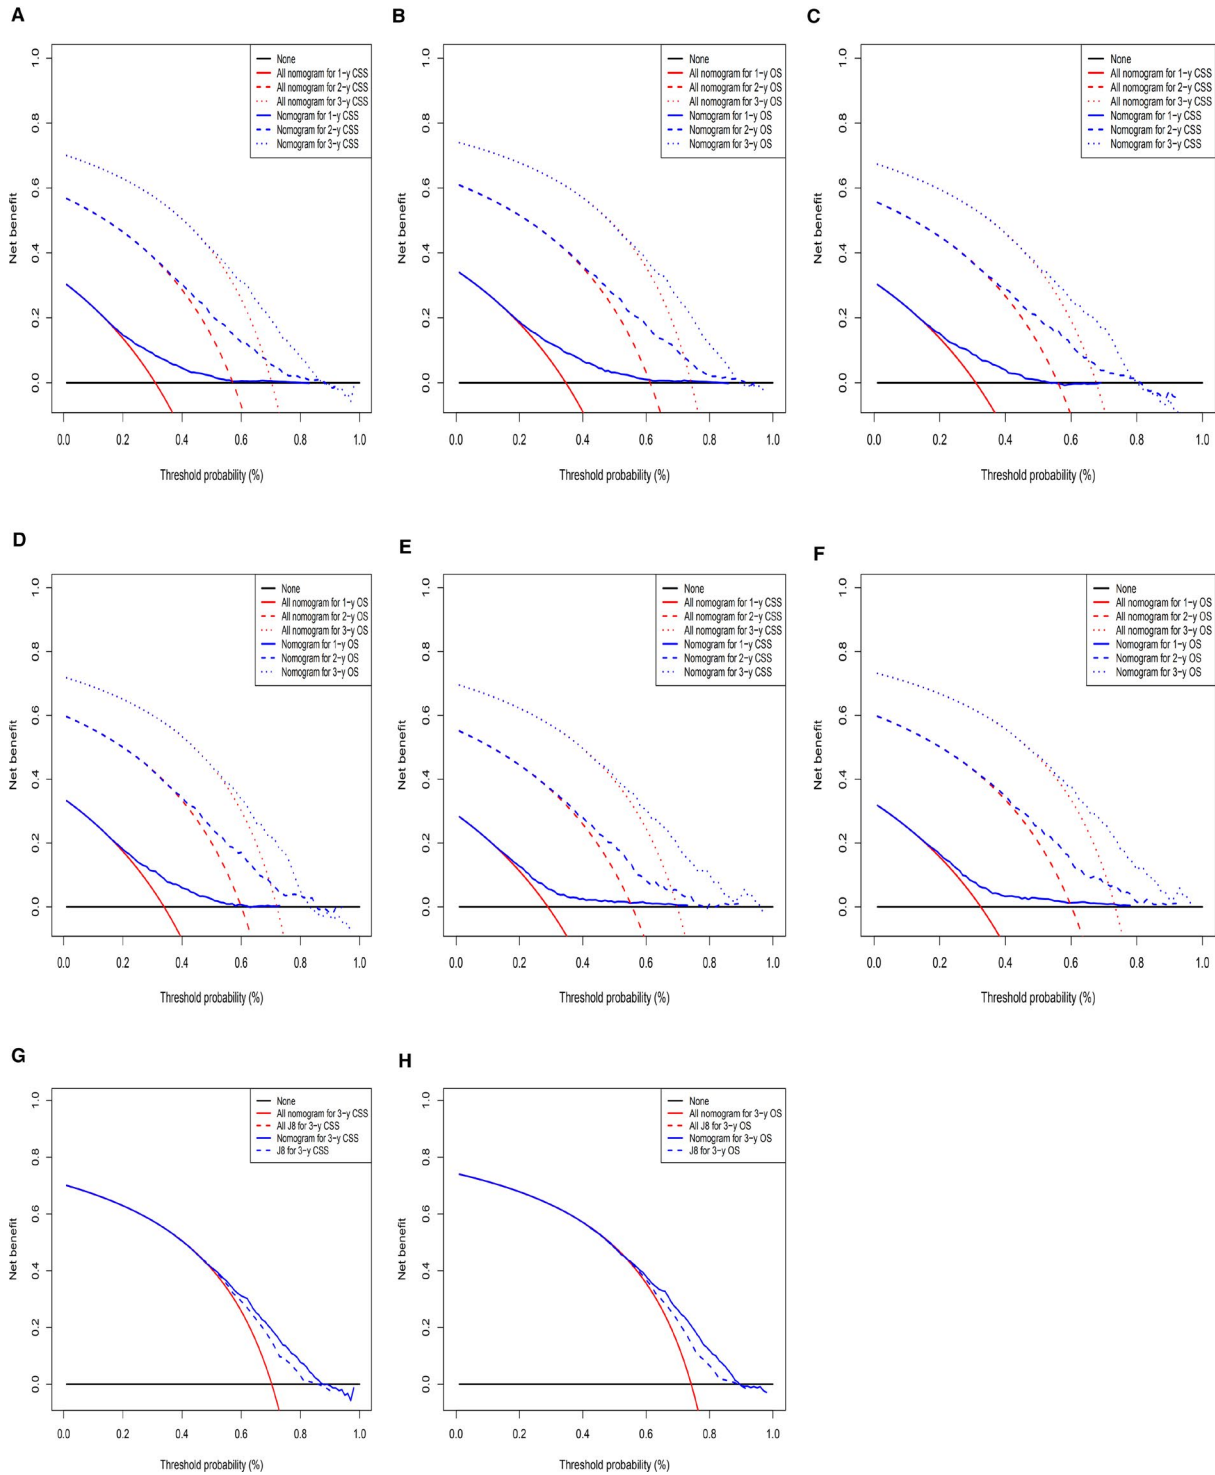 A
Net benefit
1.0
0.8
0.6
0.4
0.2
0.0
None
All nomogram for 1-y CSS
All nomogram for 2-y CSS
All nomogram for 3-y CSS
Nomogram for 1-y CSS
Nomogram for 2-y CSS
Nomogram for 3-y CSS
0.0 0.2 0.4 0.6 0.8 1.0
Threshold probability (%)
B
Net benefit
1.0
0.8
0.6
0.4
0.2
0.0
None
All nomogram for 1-y OS
All nomogram for 2-y OS
All nomogram for 3-y OS
Nomogram for 1-y OS
Nomogram for 2-y OS
Nomogram for 3-y OS
0.0 0.2 0.4 0.6 0.8 1.0
Threshold probability (%)
C
Net benefit
1.0
0.8
0.6
0.4
0.2
0.0
None
All nomogram for 1-y CSS
All nomogram for 2-y CSS
All nomogram for 3-y CSS
Nomogram for 1-y CSS
Nomogram for 2-y CSS
Nomogram for 3-y CSS
0.0 0.2 0.4 0.6 0.8 1.0
Threshold probability (%)
D
Net benefit
1.0
0.8
0.6
0.4
0.2
0.0
None
All nomogram for 1-y OS
All nomogram for 2-y OS
All nomogram for 3-y OS
Nomogram for 1-y OS
Nomogram for 2-y OS
Nomogram for 3-y OS
0.0 0.2 0.4 0.6 0.8 1.0
Threshold probability (%)
E
Net benefit
1.0
0.8
0.6
0.4
0.2
0.0
None
All nomogram for 1-y CSS
All nomogram for 2-y CSS
All nomogram for 3-y CSS
Nomogram for 1-y CSS
Nomogram for 2-y CSS
Nomogram for 3-y CSS
0.0 0.2 0.4 0.6 0.8 1.0
Threshold probability (%)
F
Net benefit
1.0
0.8
0.6
0.4
0.2
0.0
None
All nomogram for 1-y OS
All nomogram for 2-y OS
All nomogram for 3-y OS
Nomogram for 1-y OS
Nomogram for 2-y OS
Nomogram for 3-y OS
0.0 0.2 0.4 0.6 0.8 1.0
Threshold probability (%)
G
Net benefit
1.0
0.8
0.6
0.4
0.2
0.0
None
All nomogram for 3-y CSS
All J8 for 3-y CSS
Nomogram for 3-y CSS
J8 for 3-y CSS
0.0 0.2 0.4 0.6 0.8 1.0
Threshold probability (%)
H
Net benefit
1.0
0.8
0.6
0.4
0.2
0.0
None
All nomogram for 3-y OS
All J8 for 3-y OS
Nomogram for 3-y OS
J8 for 3-y OS
0.0 0.2 0.4 0.6 0.8 1.0
Threshold probability (%)